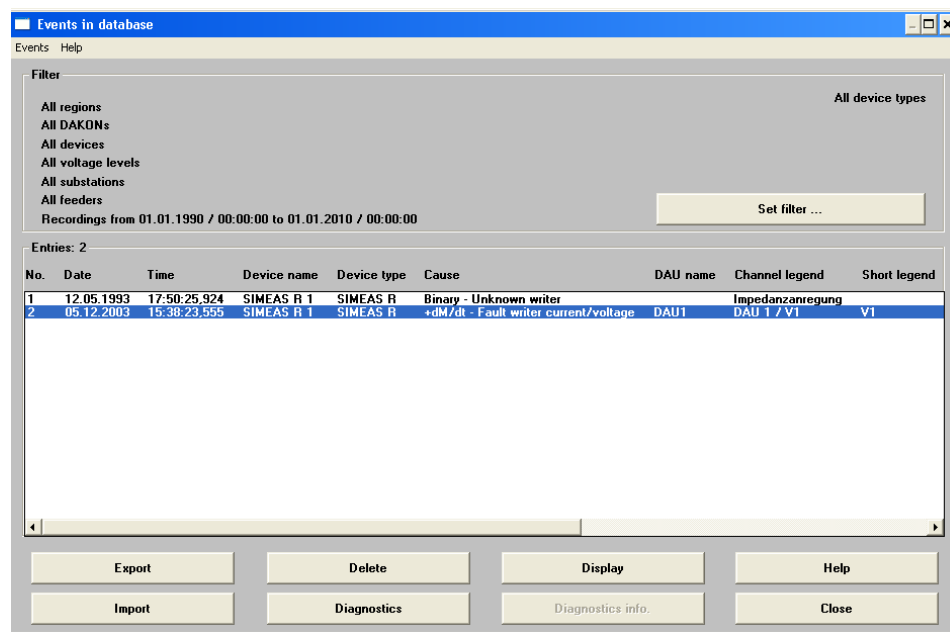 Events in database
Events Help
Filter
All device types
All regions
All DAKONs
All devices
All voltage levels
All substations
All feeders
Recordings from 01.01.1990 / 00:00:00 to 01.01.2010 / 00:00:00
Set filter ...
Entries: 2
No. Date Time Device name Device type Cause DAU name Channel legend Short legend
1 12.05.1993 17:50:25,924 SIMEAS R 1 SIMEAS R Binary - Unknown writer Impedanzanregung
2 05.12.2003 15:38:23,555 SIMEAS R 1 SIMEAS R +dM/dt - Fault writer current/voltage DAU1 DAU 1 / V1 V1
Export Delete Display Help
Import Diagnostics Diagnostics info. Close